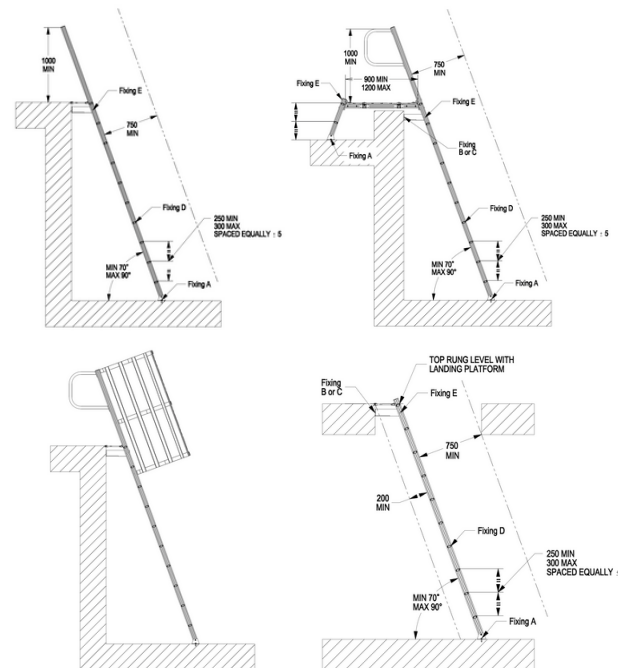 1000
MIN
Fixing E
750
MIN
Fixing D
250 MIN
300 MAX
SPACED EQUALLY ± 5
=
=
MIN 70°
MAX 90°
Fixing A
1000
MIN
750
MIN
900 MIN
1200 MAX
Fixing E
Fixing E
=
=
Fixing A
Fixing
B or C
Fixing D
250 MIN
300 MAX
SPACED EQUALLY ± 5
=
=
MIN 70°
MAX 90°
Fixing A
TOP RUNG LEVEL WITH
LANDING PLATFORM
Fixing
B or C
Fixing E
750
MIN
200
MIN
Fixing D
250 MIN
300 MAX
SPACED EQUALLY
=
=
MIN 70°
MAX 90°
Fixing A